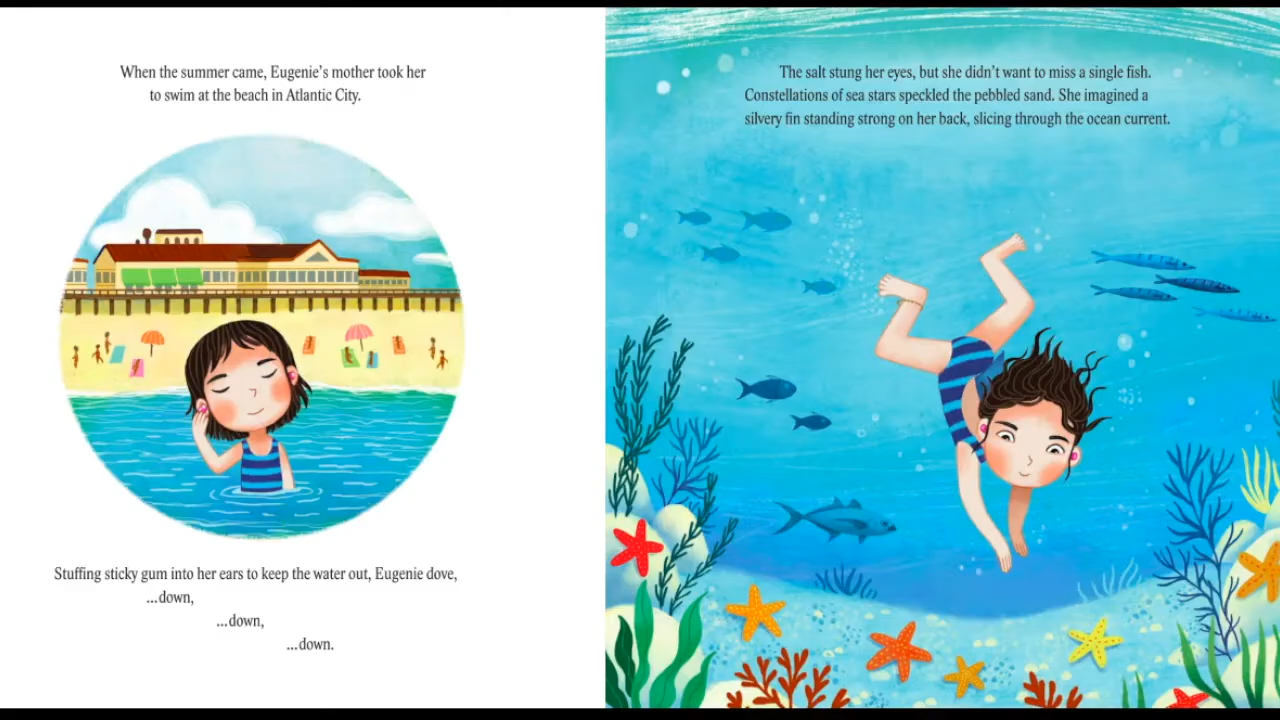 When the summer came, Eugenie's mother took her
to swim at the beach in Atlantic City.
Stuffing sticky gum into her ears to keep the water out, Eugenie dove,
...down,
...down,
...down.
The salt stung her eyes, but she didn't want to miss a single fish.
Constellations of sea stars speckled the pebbled sand. She imagined a
silvery fin standing strong on her back, slicing through the ocean current.